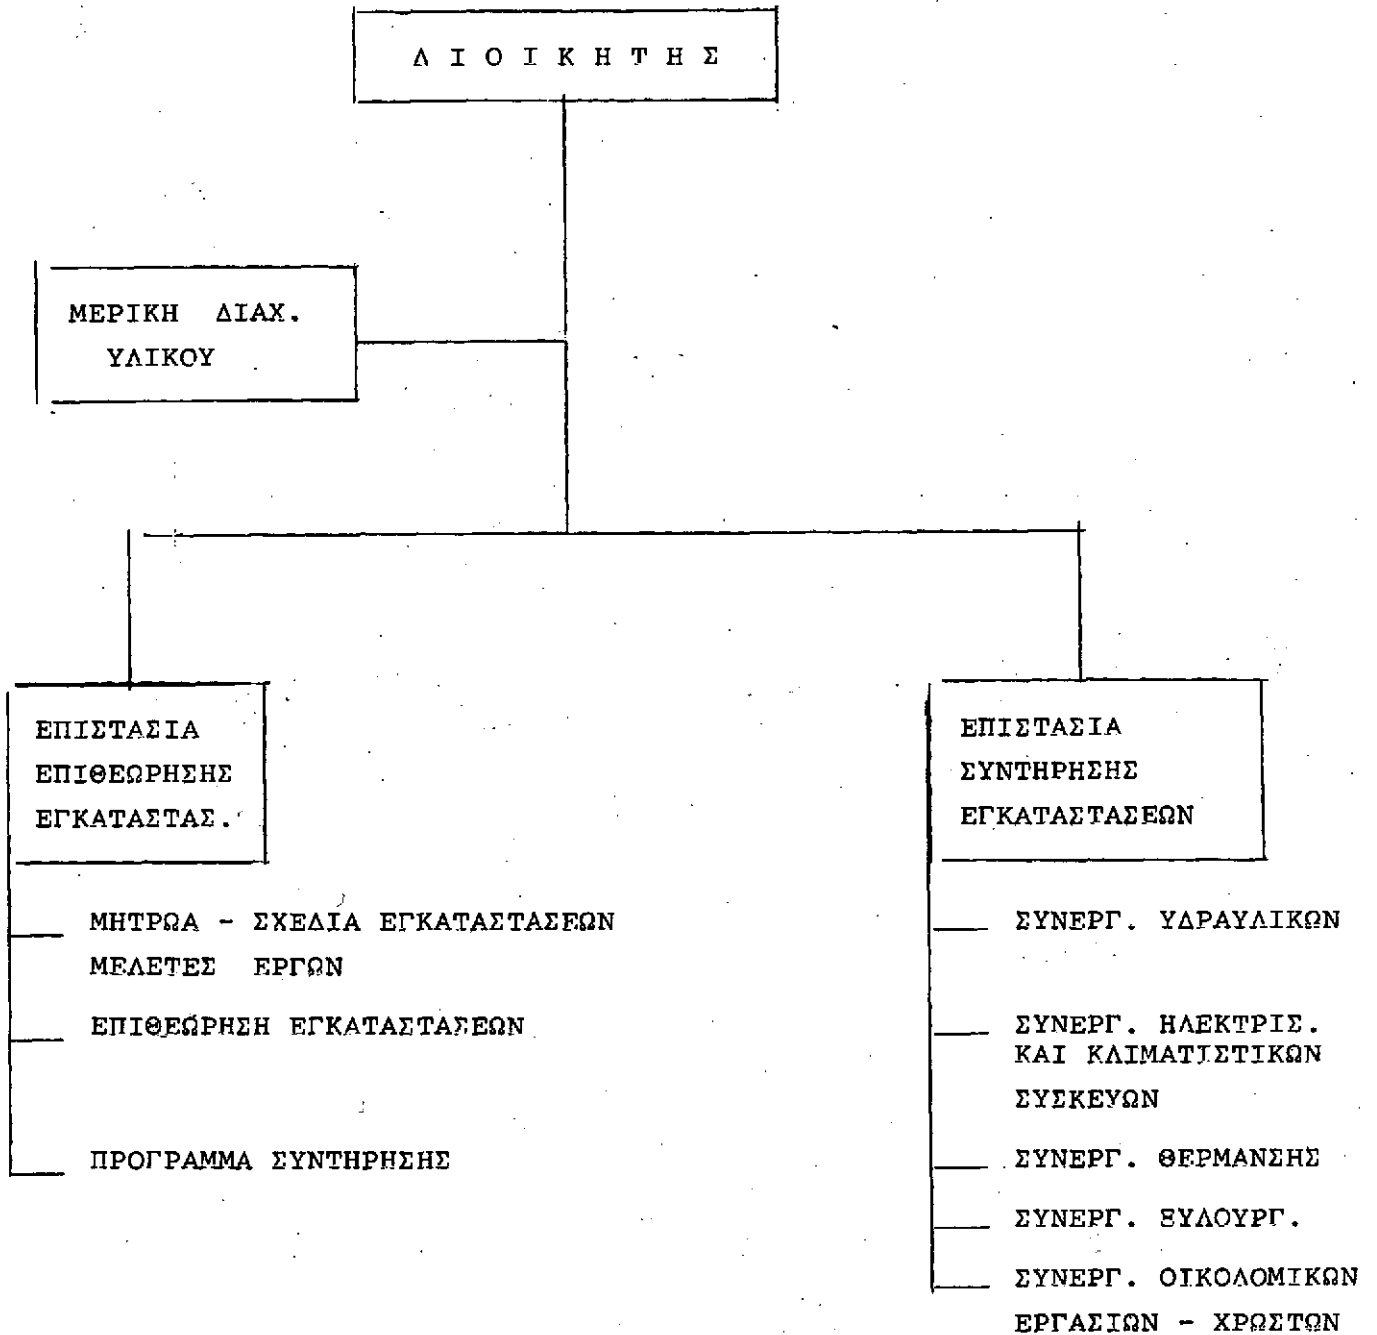 Δ Ι Ο Ι Κ Η Τ Η Σ
ΜΕΡΙΚΗ ΔΙΑΧ.
ΥΛΙΚΟΥ
ΕΠΙΣΤΑΣΙΑ
ΕΠΙΘΕΩΡΗΣΗΣ
ΕΓΚΑΤΑΣΤΑΣ.
ΜΗΤΡΩΑ - ΣΧΕΔΙΑ ΕΓΚΑΤΑΣΤΑΣΕΩΝ
ΜΕΛΕΤΕΣ ΕΡΓΩΝ
ΕΠΙΘΕΩΡΗΣΗ ΕΓΚΑΤΑΣΤΑΣΕΩΝ
ΠΡΟΓΡΑΜΜΑ ΣΥΝΤΗΡΗΣΗΣ
ΕΠΙΣΤΑΣΙΑ
ΣΥΝΤΗΡΗΣΗΣ
ΕΓΚΑΤΑΣΤΑΣΕΩΝ
ΣΥΝΕΡΓ. ΥΔΡΑΥΛΙΚΩΝ
ΣΥΝΕΡΓ. ΗΛΕΚΤΡΙΣ.
ΚΑΙ ΚΛΙΜΑΤΙΣΤΙΚΩΝ
ΣΥΣΚΕΥΩΝ
ΣΥΝΕΡΓ. ΘΕΡΜΑΝΣΗΣ
ΣΥΝΕΡΓ. ΞΥΛΟΥΡΓ.
ΣΥΝΕΡΓ. ΟΙΚΟΔΟΜΙΚΩΝ
ΕΡΓΑΣΙΩΝ - ΧΡΩΣΤΩΝ